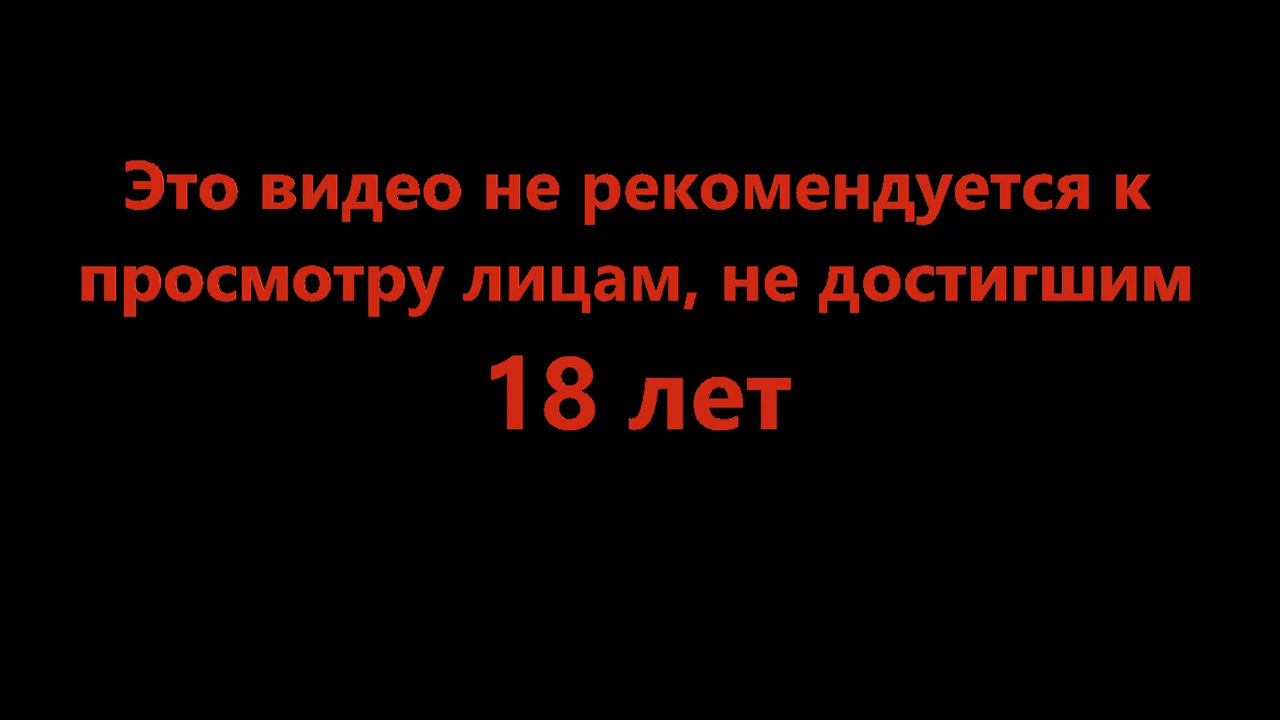 Это видео не рекомендуется к
просмотру лицам, не достигшим
18 лет